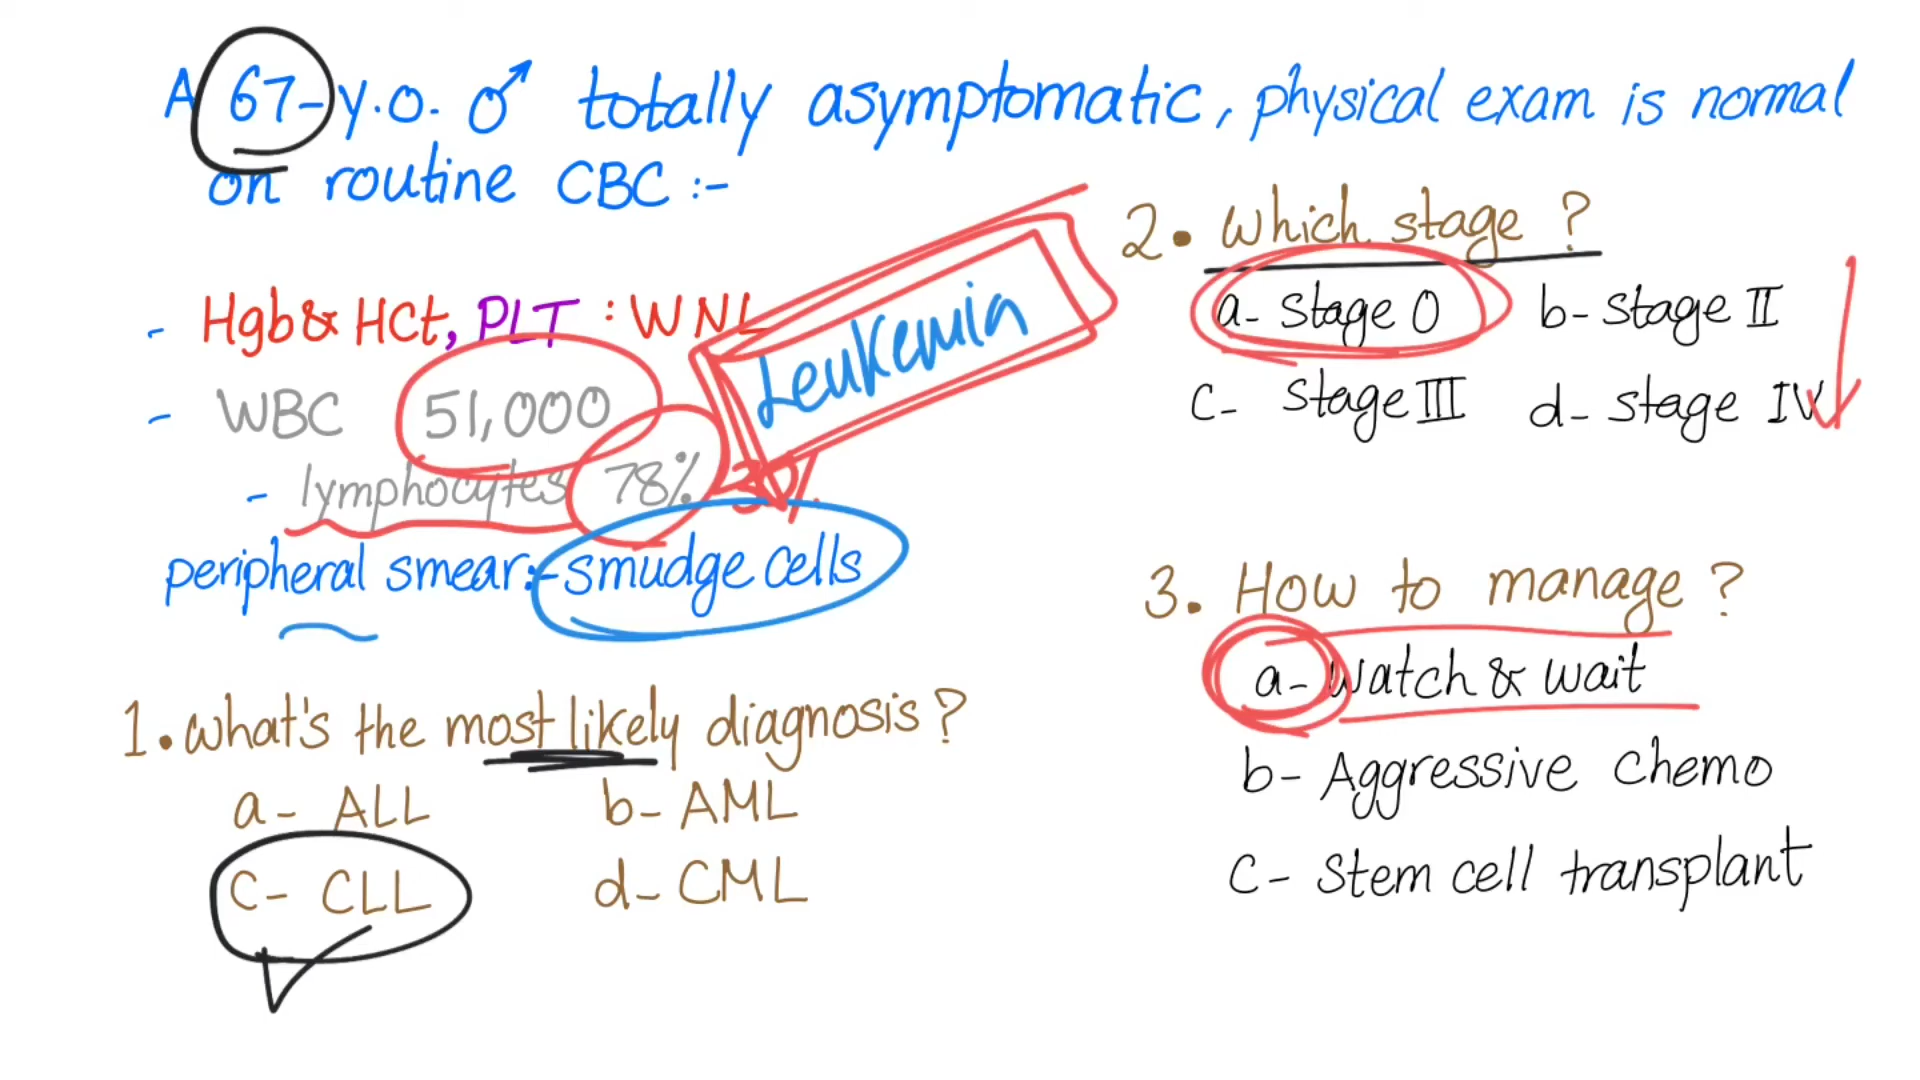 A 67-y.o. ♂ totally asymptomatic, physical exam is normal
on routine CBC :-
- Hgb & HCt, PLT : WNL
- WBC 51,000
- lymphocytes 78%
peripheral smear:- smudge cells
Leukemia
1. What's the most likely diagnosis?
a- ALL b- AML
C- CLL d- CML
2. Which stage ?
a- Stage 0 b- Stage II
C- Stage III d- Stage IV
3. How to manage ?
a- Watch & wait
b- Aggressive Chemo
C- Stem cell transplant